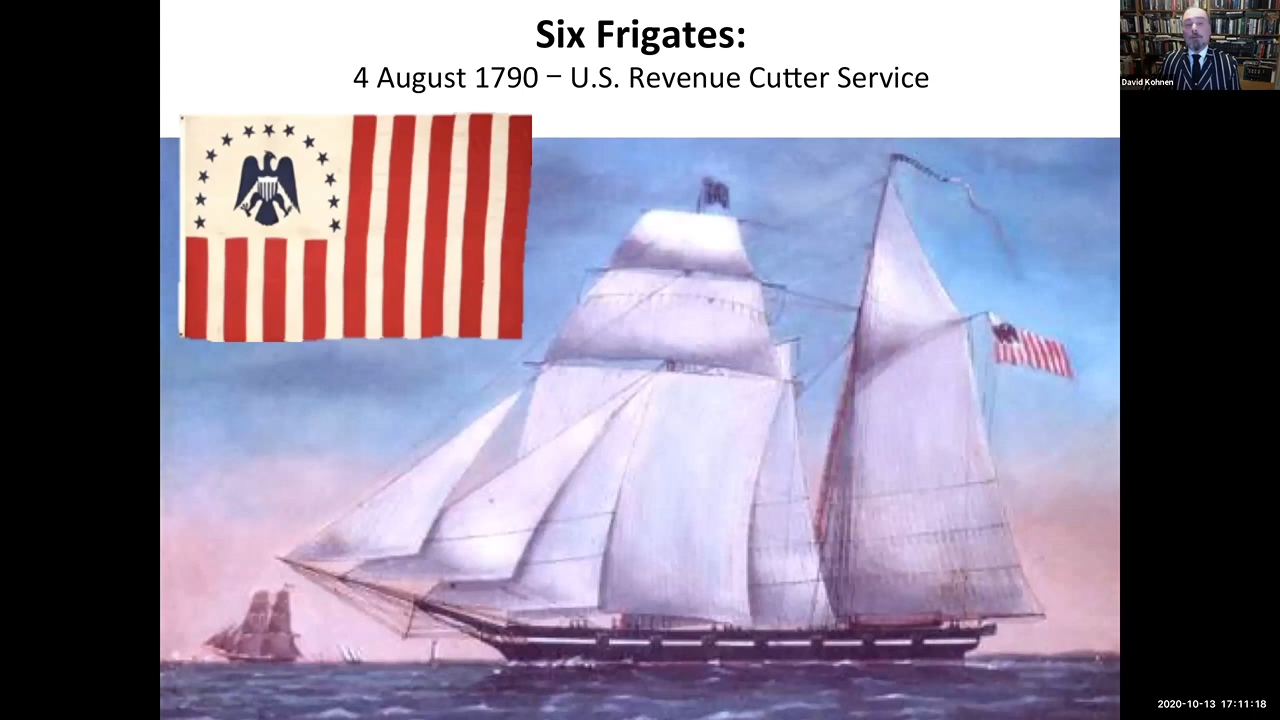 Six Frigates:
4 August 1790 – U.S. Revenue Cutter Service
David Kohnen
2020-10-13 17:11:18